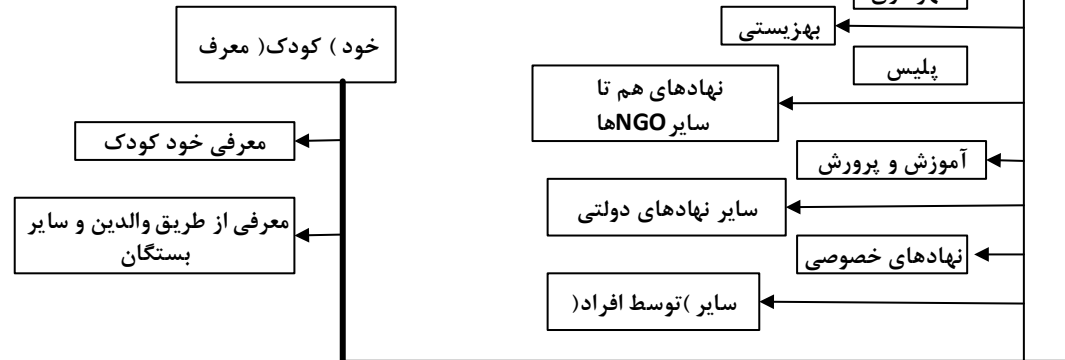 بهزیستی
پلیس
نهادهای هم تا
سایر NGOها
آموزش و پرورش
سایر نهادهای دولتی
نهادهای خصوصی
سایر )توسط افراد(
خود ) کودک( معرف
معرفی خود کودک
معرفی از طریق والدین و سایر
بستگان